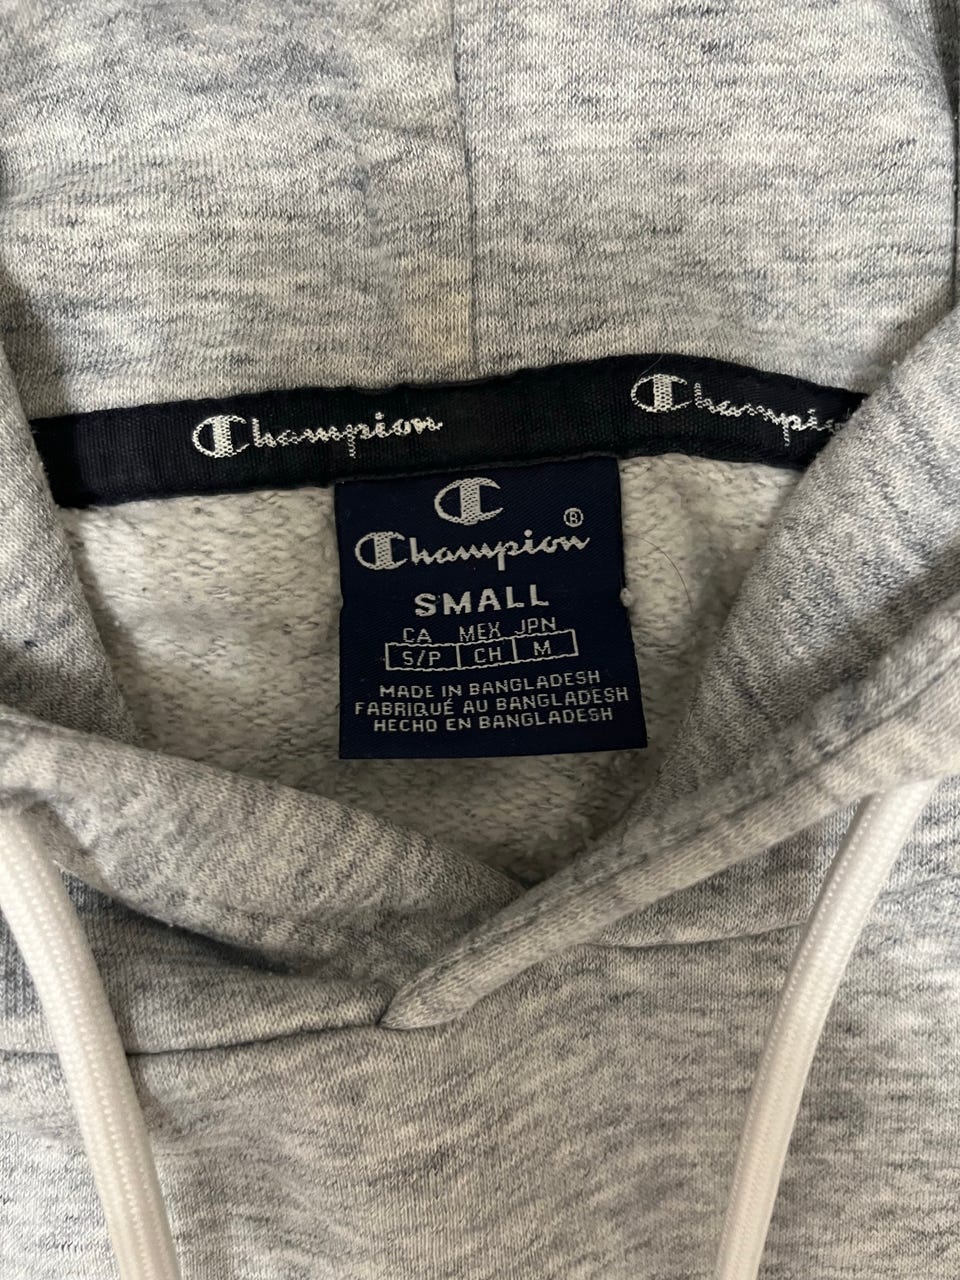 Champion
Champion
Champion®
SMALL
CA MEX JPN
S/P CH M
MADE IN BANGLADESH
FABRIQUÉ AU BANGLADESH
HECHO EN BANGLADESH